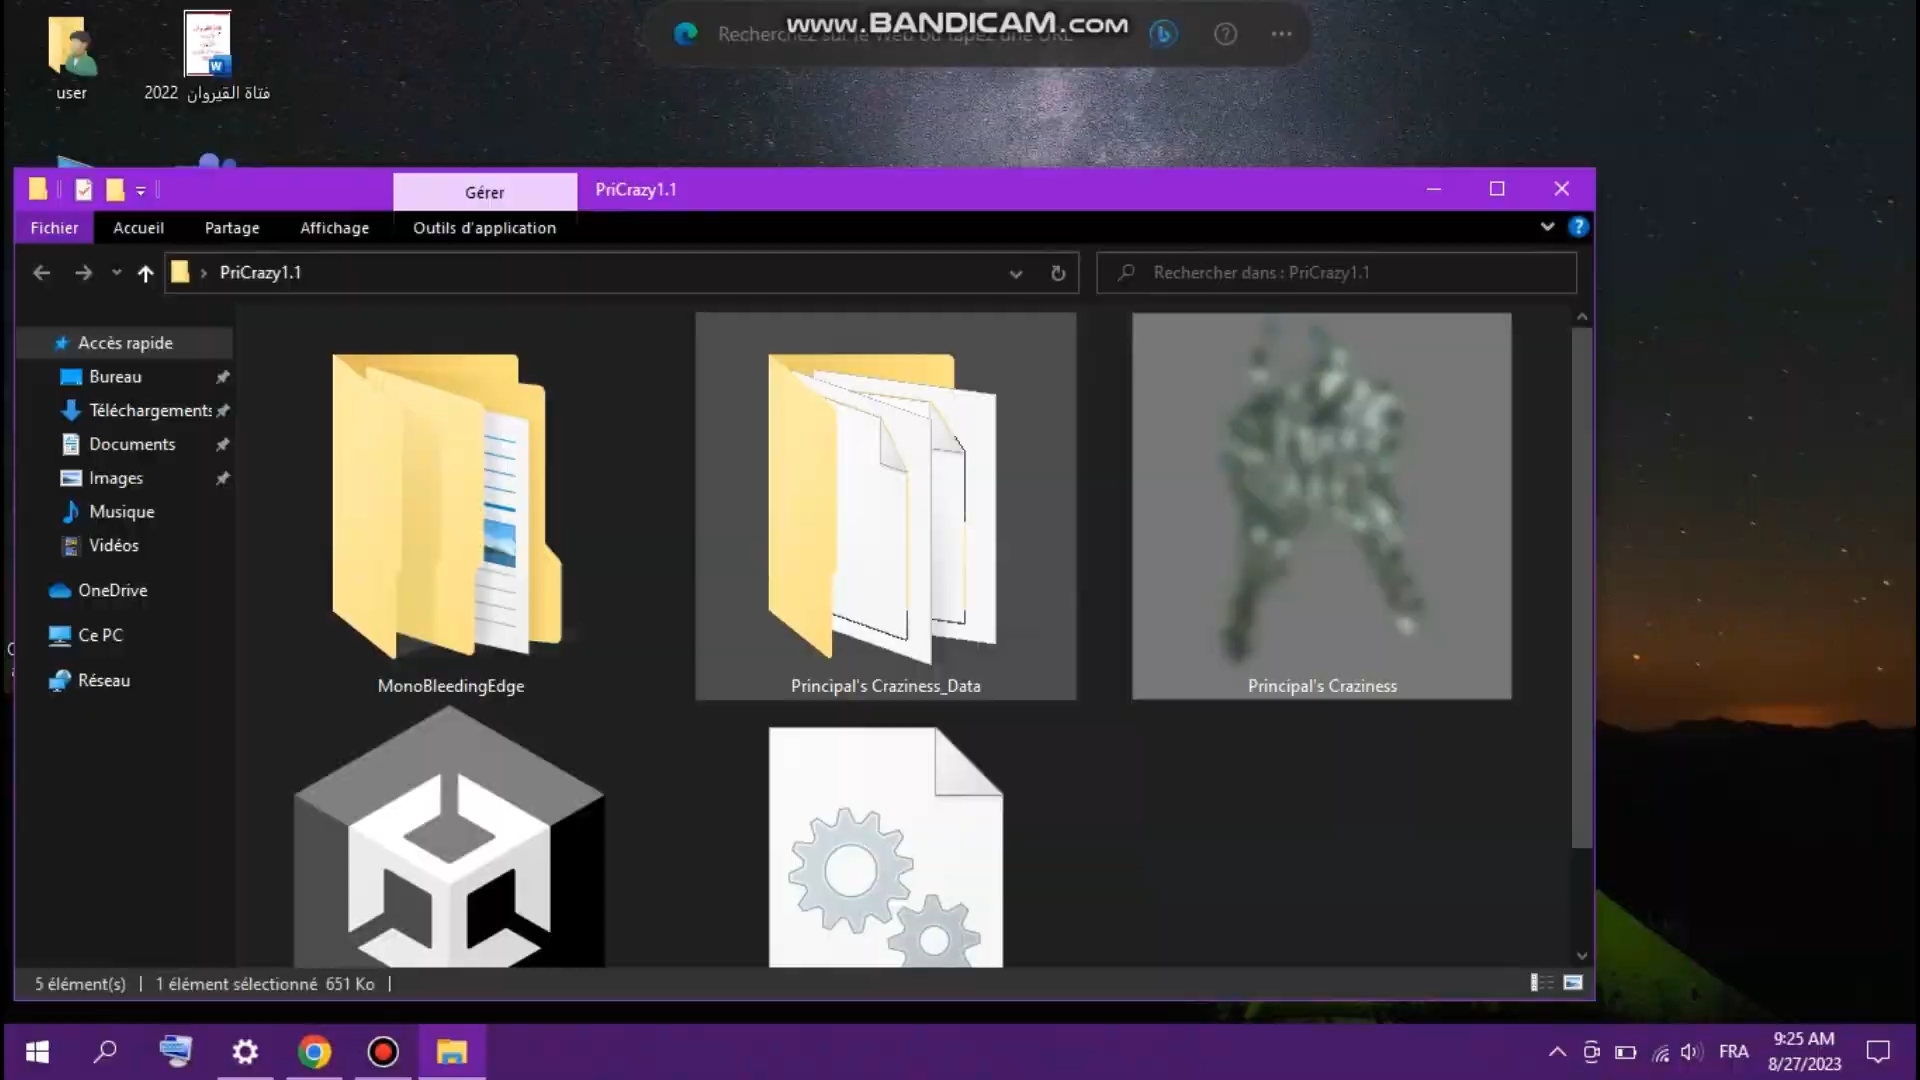 www.BANDICAM.com
Recherchez sur le Web ou tapez une URL
user
فتاة القيروان 2022
Gérer
PriCrazy1.1
Fichier
Accueil
Partage
Affichage
Outils d'application
PriCrazy1.1
Rechercher dans : PriCrazy1.1
Accès rapide
Bureau
Téléchargements
Documents
Images
Musique
Vidéos
OneDrive
Ce PC
Réseau
MonoBleedingEdge
Principal's Craziness_Data
Principal's Craziness
5 élément(s)
1 élément sélectionné 651 Ko
FRA
9:25 AM
8/27/2023